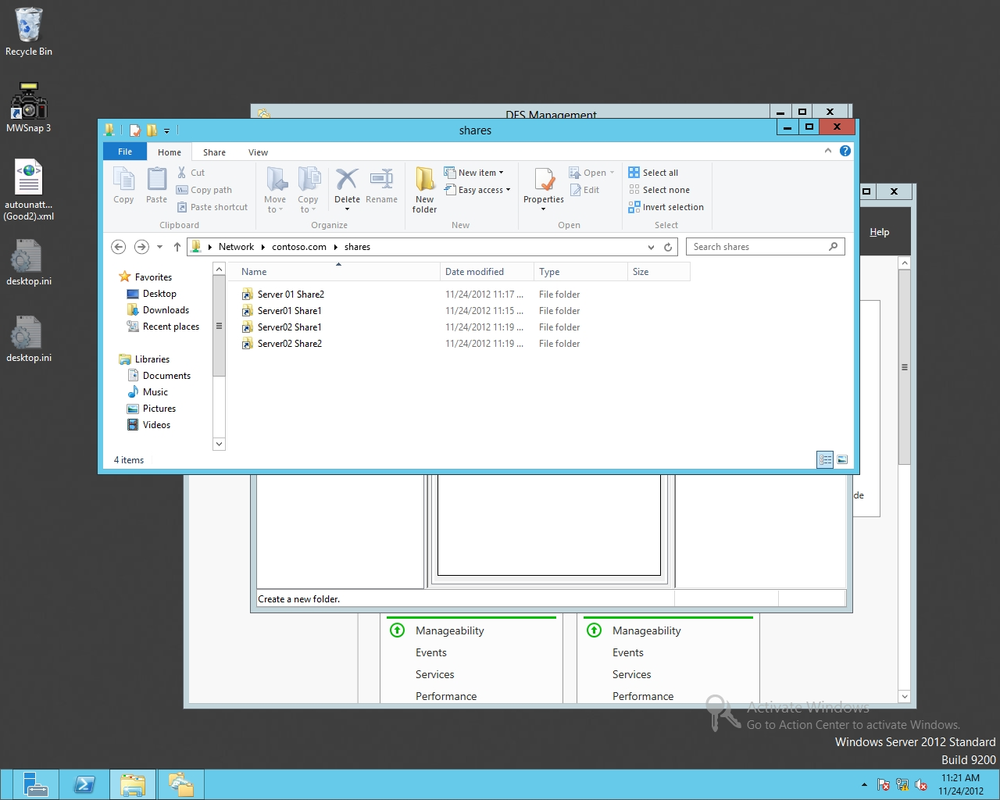 Recycle Bin
MWSnap 3
autounatt...
(Good2).xml
desktop.ini
desktop.ini
DFS Management
shares
File
Home
Share
View
Copy
Paste
Cut
Copy path
Paste shortcut
Clipboard
Move
to
Copy
to
Delete
Rename
Organize
New
folder
New item
Easy access
New
Properties
Open
Edit
Open
Select all
Select none
Invert selection
Select
Network
contoso.com
shares
Search shares
Favorites
Desktop
Downloads
Recent places
Libraries
Documents
Music
Pictures
Videos
Name Date modified Type Size
Server 01 Share2 11/24/2012 11:17 ... File folder
Server01 Share1 11/24/2012 11:15 ... File folder
Server02 Share1 11/24/2012 11:19 ... File folder
Server02 Share2 11/24/2012 11:19 ... File folder
4 items
Help
de
Create a new folder.
Manageability
Events
Services
Performance
Manageability
Events
Services
Performance
Activate Windows
Go to Action Center to activate Windows.
Windows Server 2012 Standard
Build 9200
11:21 AM
11/24/2012